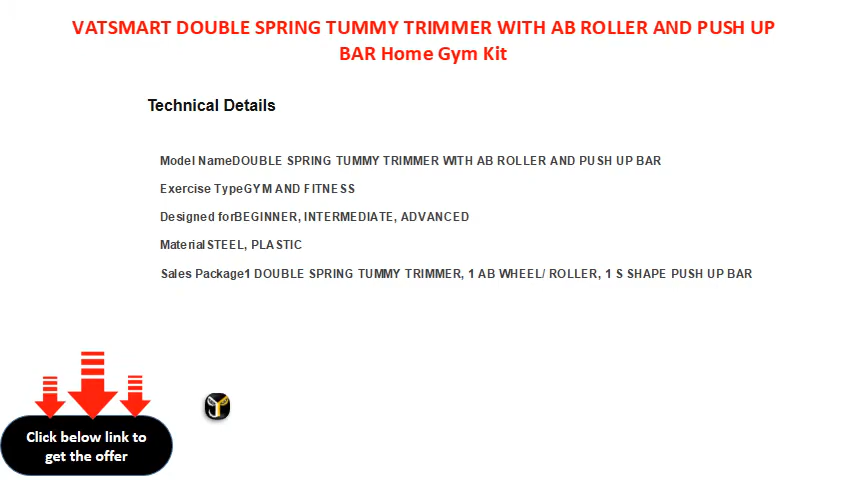 VATSMART DOUBLE SPRING TUMMY TRIMMER WITH AB ROLLER AND PUSH UP
BAR Home Gym Kit
Technical Details
Model NameDOUBLE SPRING TUMMY TRIMMER WITH AB ROLLER AND PUSH UP BAR
Exercise TypeGYM AND FITNESS
Designed forBEGINNER, INTERMEDIATE, ADVANCED
MaterialSTEEL, PLASTIC
Sales Package1 DOUBLE SPRING TUMMY TRIMMER, 1 AB WHEEL/ ROLLER, 1 S SHAPE PUSH UP BAR
Click below link to
get the offer